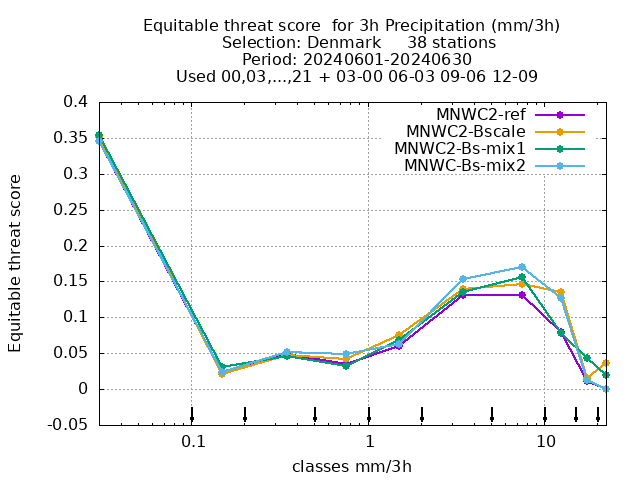 Equitable threat score  for 3h Precipitation (mm/3h)
Selection: Denmark     38 stations
Period: 20240601-20240630
Used 00,03,...,21 + 03-00 06-03 09-06 12-09
MNWC2-ref
MNWC2-Bscale
MNWC2-Bs-mix1
MNWC-Bs-mix2
Equitable threat score
0.4
0.35
0.3
0.25
0.2
0.15
0.1
0.05
0
-0.05
0.1 1 10
classes mm/3h